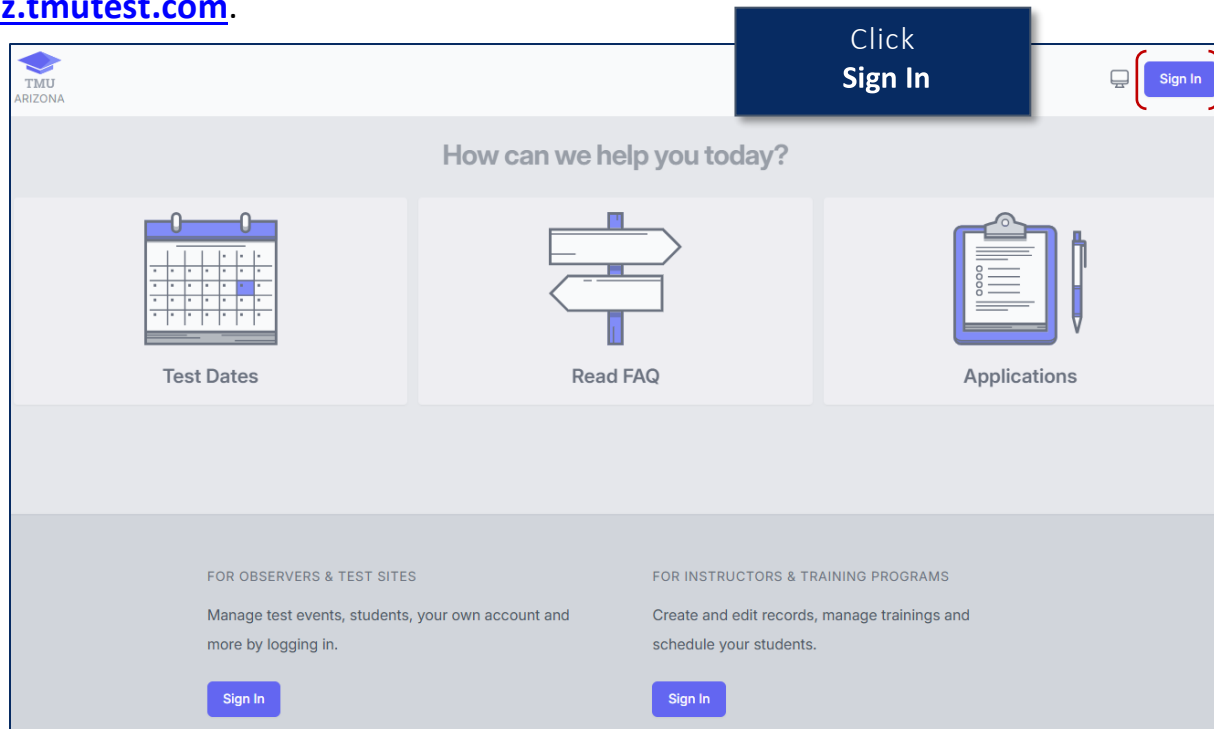 z.tmutest.com.
Click
Sign In
TMU
ARIZONA
Sign In
How can we help you today?
Test Dates
Read FAQ
Applications
FOR OBSERVERS & TEST SITES
Manage test events, students, your own account and
more by logging in.
Sign In
FOR INSTRUCTORS & TRAINING PROGRAMS
Create and edit records, manage trainings and
schedule your students.
Sign In